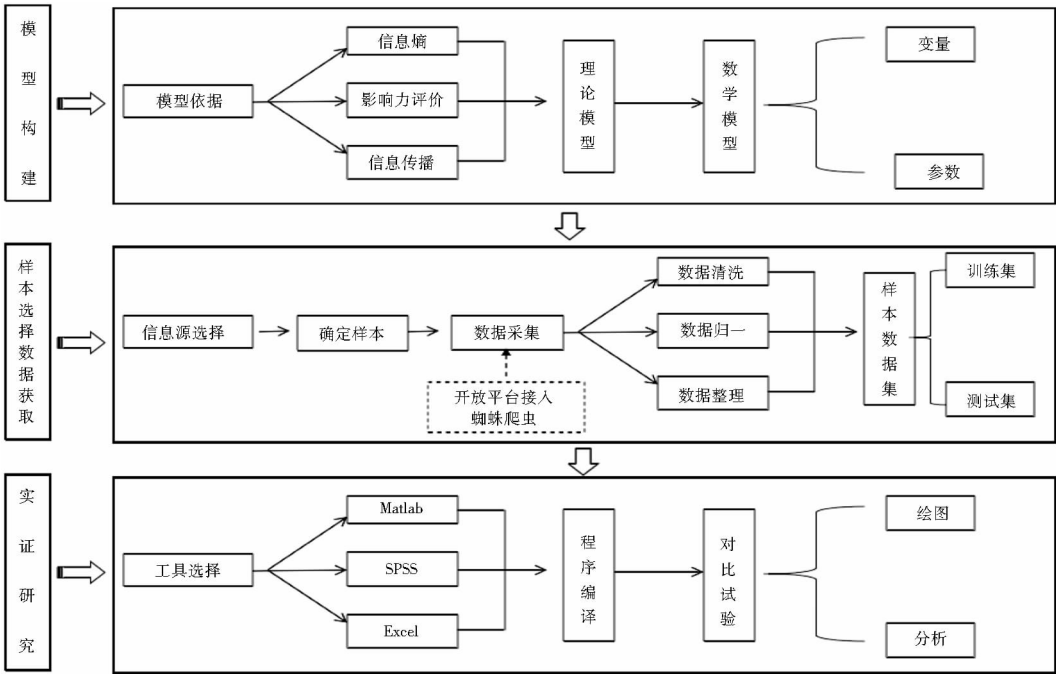 模型构建
模型依据
信息熵
影响力评价
信息传播
理论模型
数学模型
变量
参数
样本选择数据获取
信息源选择
确定样本
数据采集
开放平台接入
蜘蛛爬虫
数据清洗
数据归一
数据整理
样本数据集
训练集
测试集
实证研究
工具选择
Matlab
SPSS
Excel
程序编译
对比试验
绘图
分析